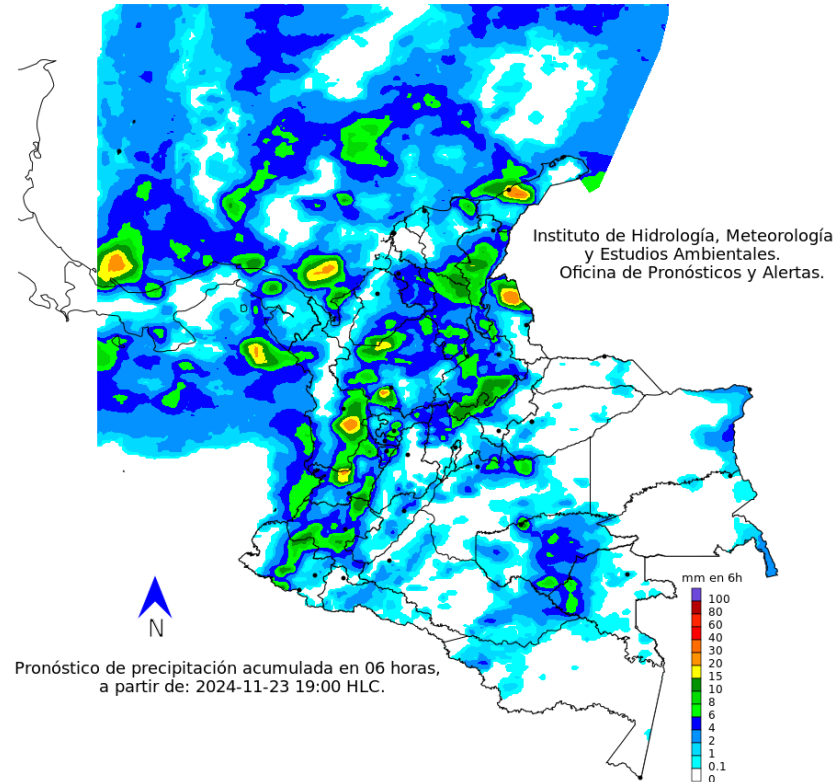 Instituto de Hidrología, Meteorología
y Estudios Ambientales.
Oficina de Pronósticos y Alertas.
mm en 6h
100
80
60
40
30
20
15
10
8
6
4
2
1
0.1
0
N
Pronóstico de precipitación acumulada en 06 horas,
a partir de: 2024-11-23 19:00 HLC.